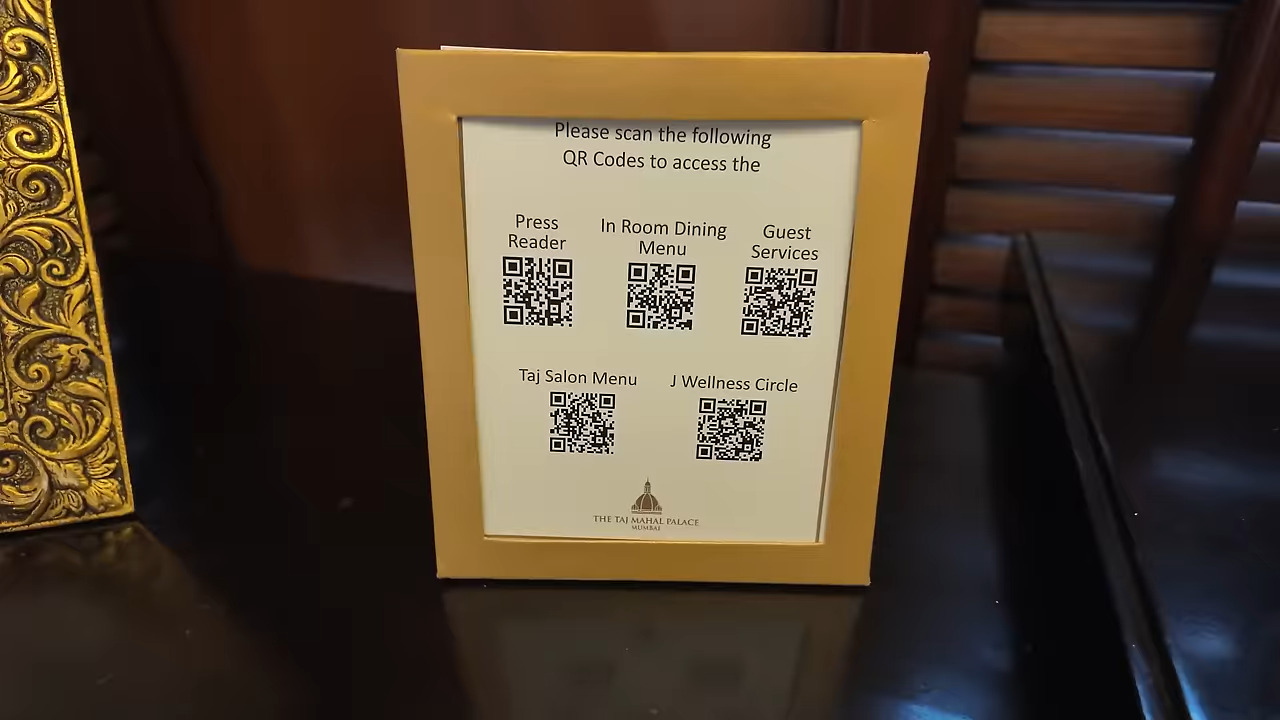 Please scan the following
QR Codes to access the
Press
Reader
In Room Dining
Menu
Guest
Services
Taj Salon Menu
J Wellness Circle
THE TAJ MAHAL PALACE
MUMBAI